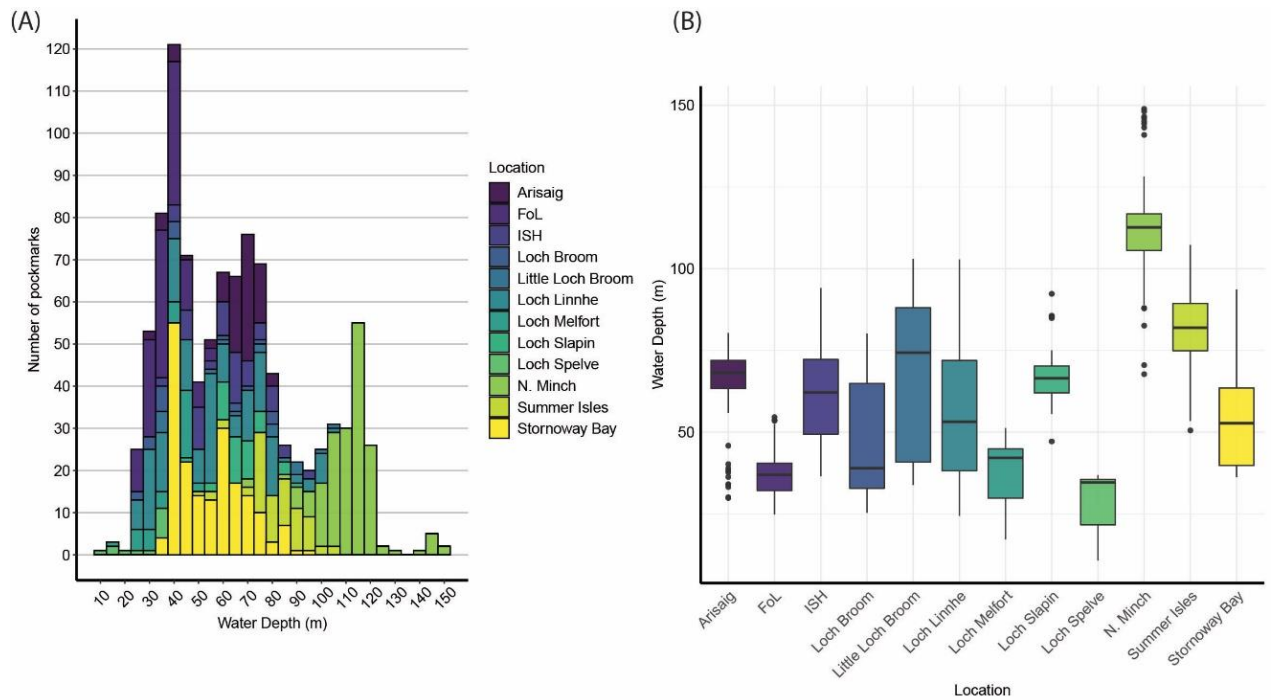 (A)
Number of pockmarks
120
110
100
90
80
70
60
50
40
30
20
10
0
10
20
30
40
50
60
70
80
90
100
110
120
130
140
150
Water Depth (m)
Location
Arisaig
FoL
ISH
Loch Broom
Little Loch Broom
Loch Linnhe
Loch Melfort
Loch Slapin
Loch Spelve
N. Minch
Summer Isles
Stornoway Bay
(B)
Water Depth (m)
150
100
50
Arisaig
FoL
ISH
Loch Broom
Little Loch Broom
Loch Linnhe
Loch Melfort
Loch Slapin
Loch Spelve
N. Minch
Summer Isles
Stornoway Bay
Location